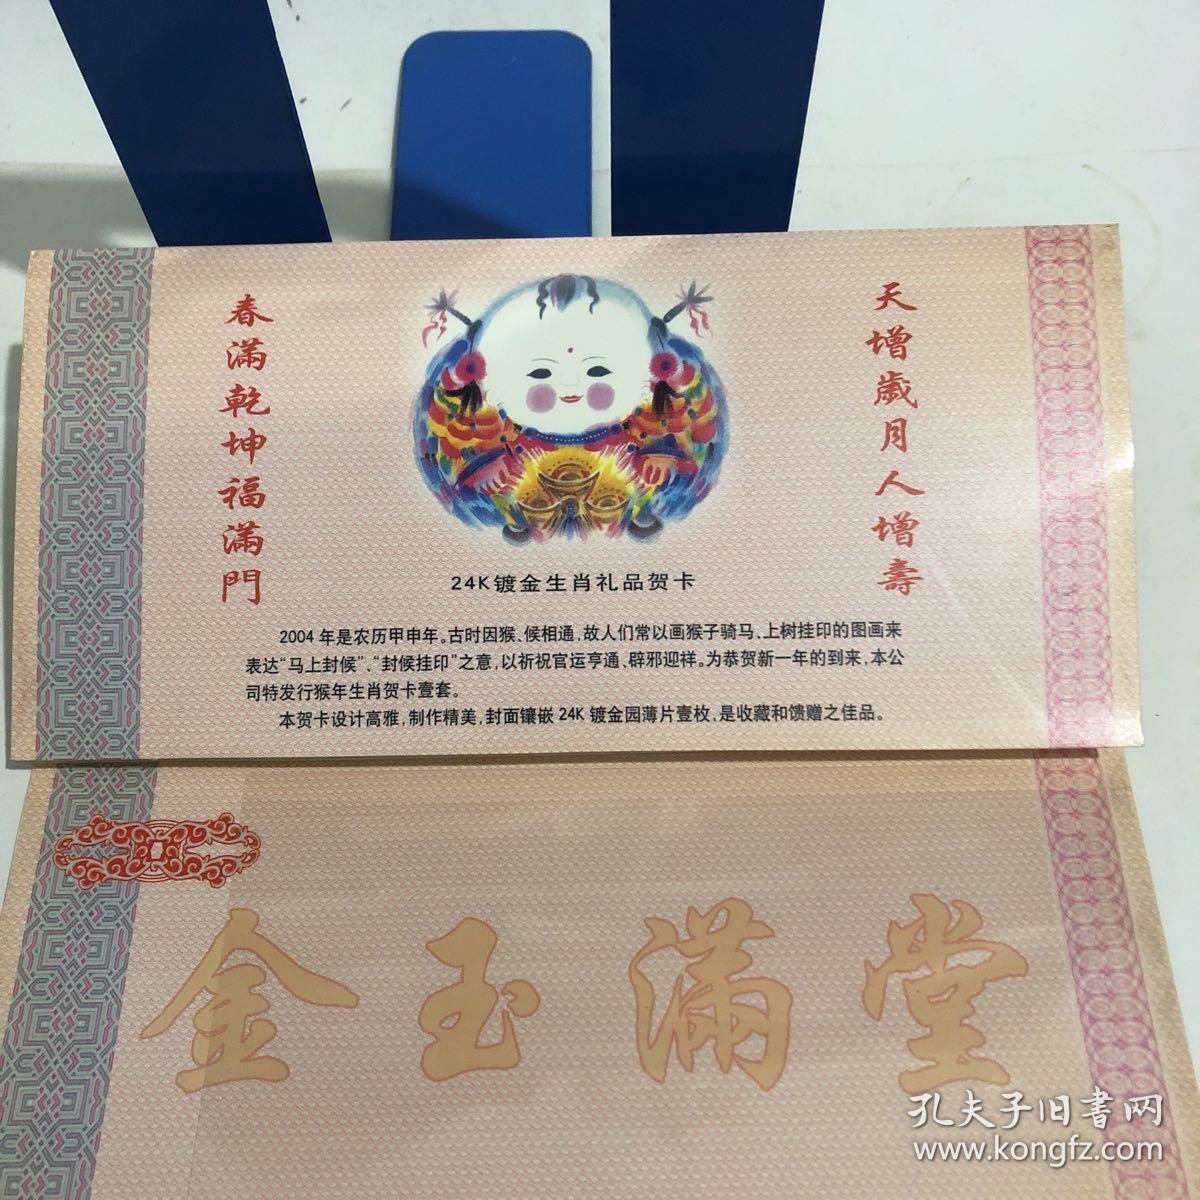 天增歲月人增壽
春滿乾坤福滿門
24K镀金生肖礼品贺卡
2004年是农历甲申年。古时因猴、候相通，故人们常以画猴子骑马、上树挂印的图画来
表达“马上封候”、“封候挂印”之意，以祈祝官运亨通、辟邪迎祥。为恭贺新一年的到来，本公
司特发行猴年生肖贺卡壹套。
本贺卡设计高雅，制作精美，封面镶嵌24K镀金园薄片壹枚，是收藏和馈赠之佳品。
金玉滿堂
孔夫子旧書网
www.kongfz.com